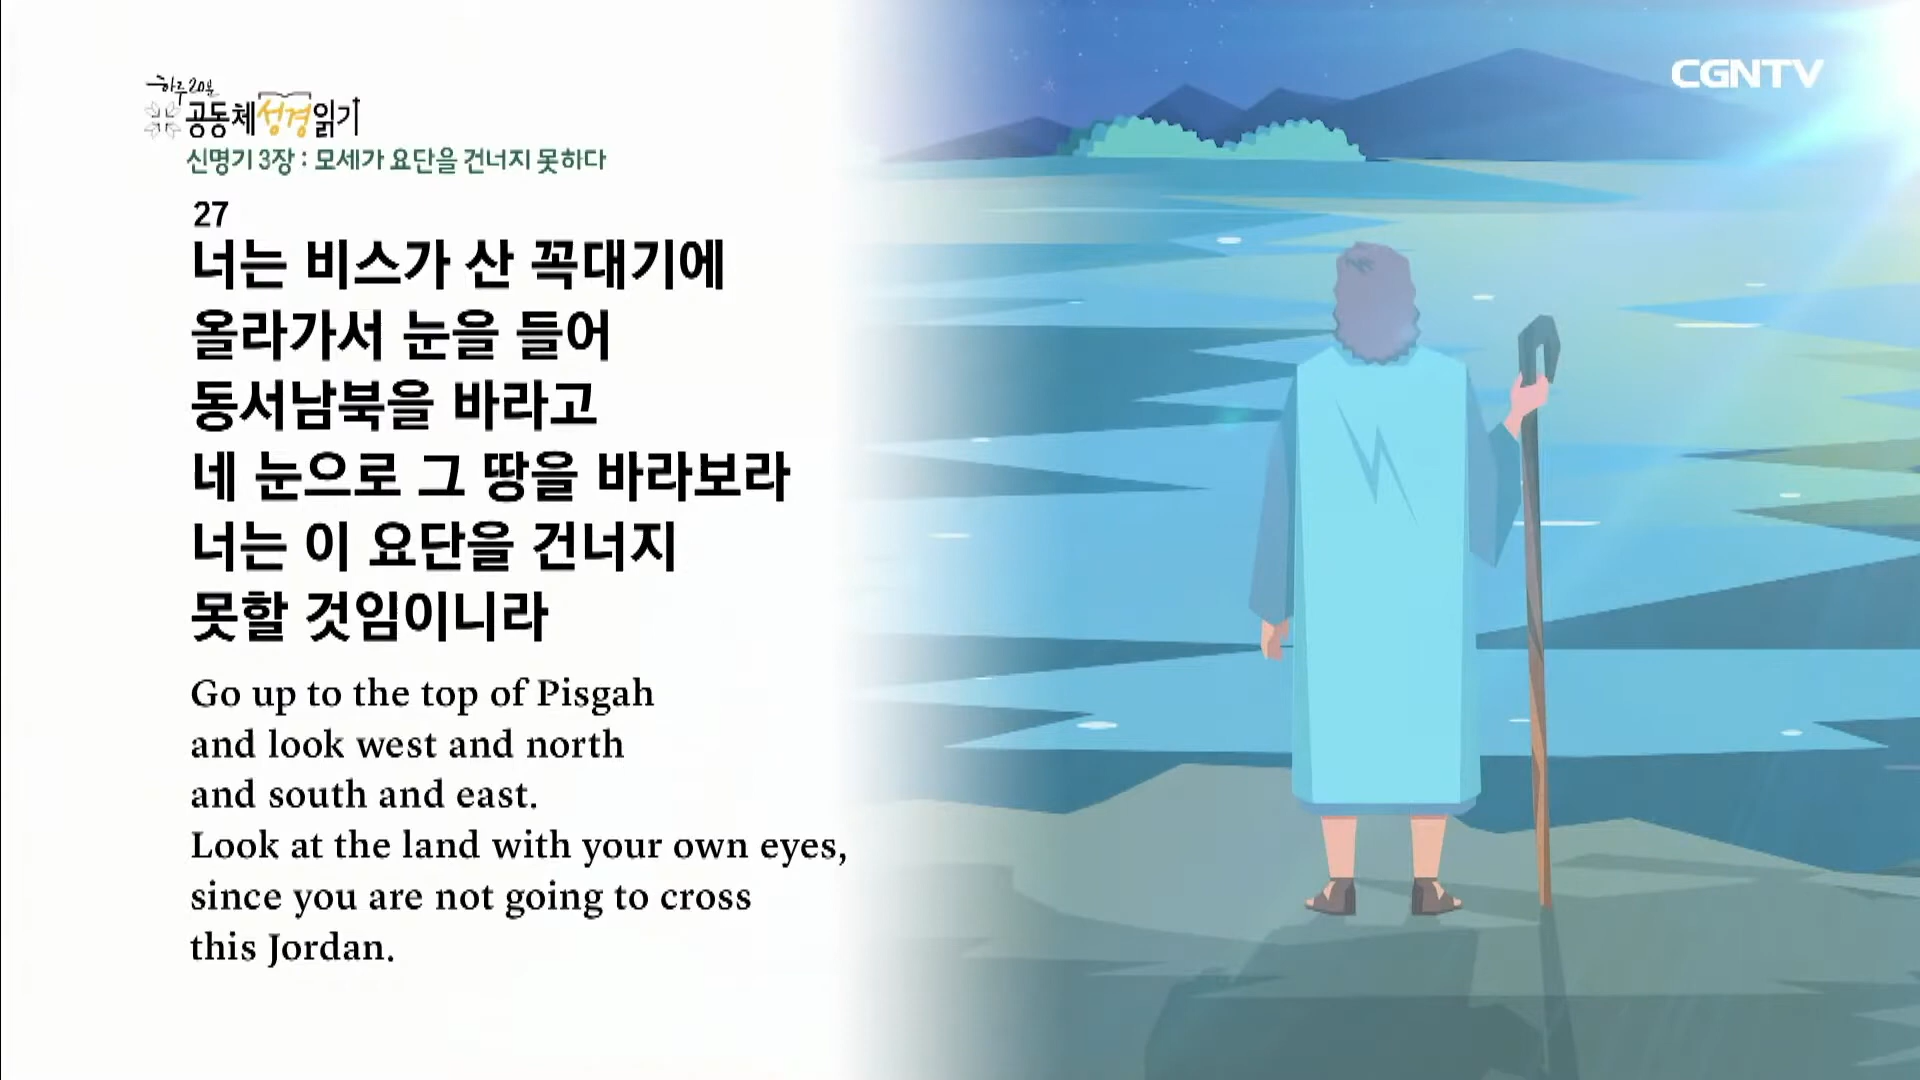 하루 20분
공동체성경읽기
CGNTV
신명기 3장 : 모세가 요단을 건너지 못하다
27
너는 비스가 산 꼭대기에
올라가서 눈을 들어
동서남북을 바라고
네 눈으로 그 땅을 바라보라
너는 이 요단을 건너지
못할 것임이니라
Go up to the top of Pisgah
and look west and north
and south and east.
Look at the land with your own eyes,
since you are not going to cross
this Jordan.